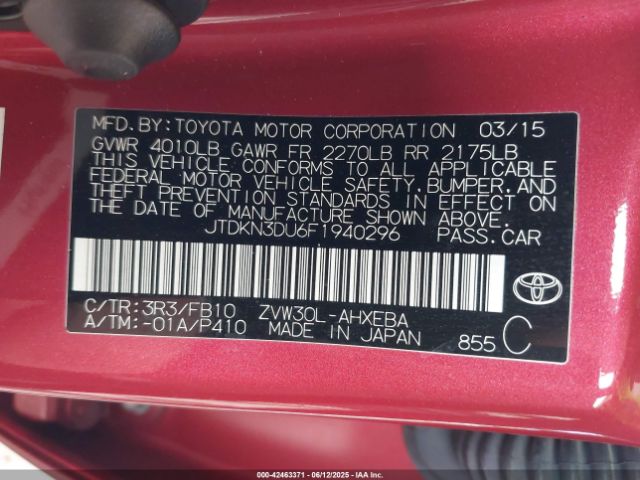 MFD.BY:TOYOTA MOTOR CORPORATION 03/15
GVWR 4010LB GAWR FR 2270LB RR 2175LB
THIS VEHICLE CONFORMS TO ALL APPLICABLE
FEDERAL MOTOR VEHICLE SAFETY.BUMPER.AND
THEFT PREVENTION STANDARDS IN EFFECT ON
THE DATE OF MANUFACTURE SHOWN ABOVE.
JTDKN3DU6F1940296 PASS.CAR
C/TR:3R3/FB10 ZVW30L-AHXEBA
A/TM:-01A/P410 MADE IN JAPAN 855 C
TOYOTA
000-42463371 - 06/12/2025 - IAAI.COM